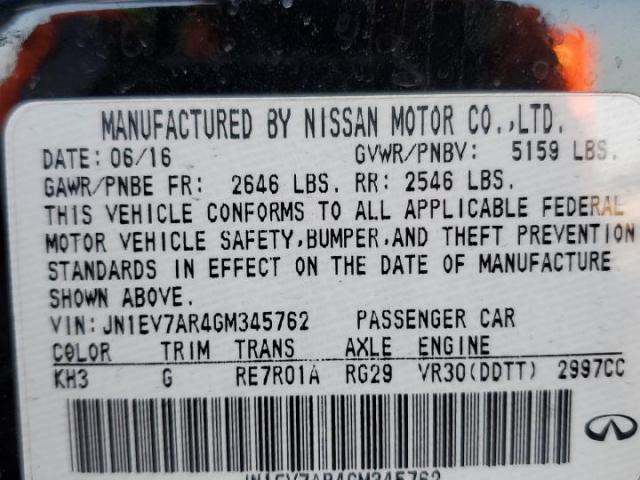 MANUFACTURED BY NISSAN MOTOR CO.,LTD.
DATE: 06/16 GVWR/PNBV: 5159 LBS.
GAWR/PNBE FR: 2646 LBS. RR: 2546 LBS.
THIS VEHICLE CONFORMS TO ALL APPLICABLE FEDERAL
MOTOR VEHICLE SAFETY,BUMPER,AND THEFT PREVENTION
STANDARDS IN EFFECT ON THE DATE OF MANUFACTURE
SHOWN ABOVE.
VIN:JN1EV7AR4GM345762 PASSENGER CAR
COLOR TRIM TRANS AXLE ENGINE
KH3 G RE7R01A RG29 VR30(DDTT) 2997CC
JN1EV7AR4GM345762